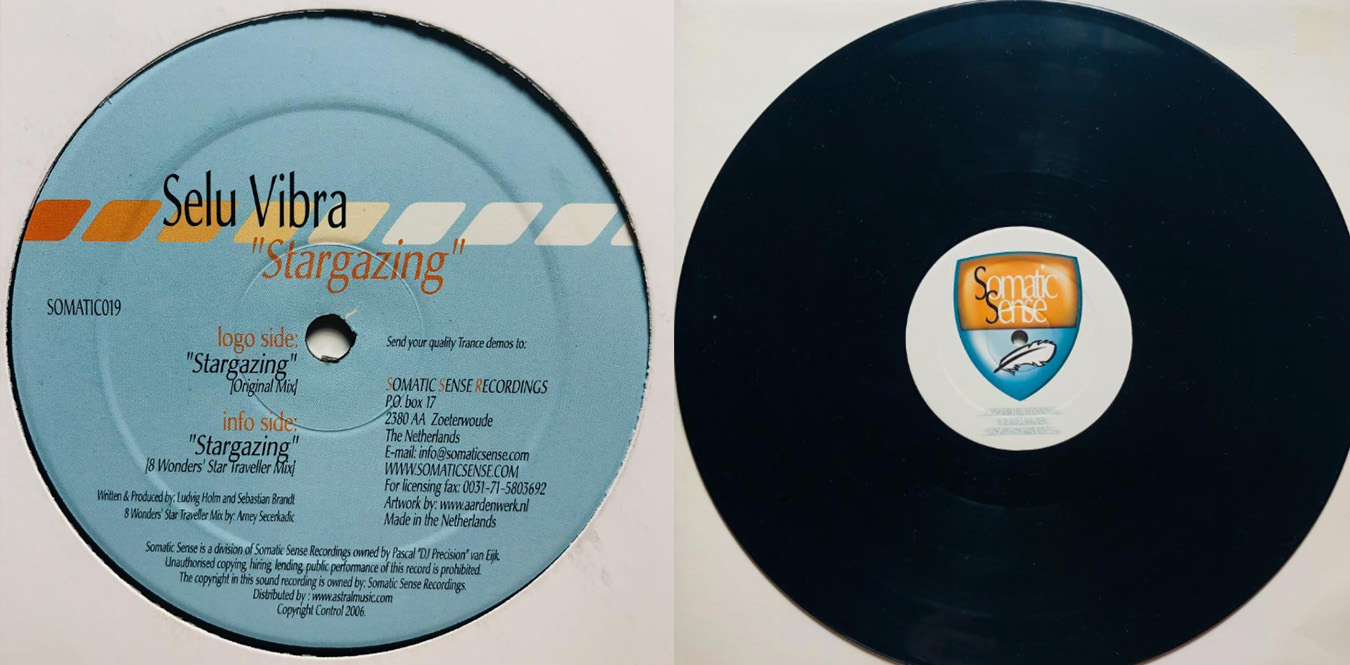 Selu Vibra
"Stargazing"
SOMATIC019
logo side:
"Stargazing"
[Original Mix]
info side:
"Stargazing"
[8 Wonders' Star Traveller Mix]
Written & Produced by: Ludvig Holm and Sebastian Brandt
8 Wonders' Star Traveller Mix by: Amey Secerkadic
Send your quality Trance demos to:
SOMATIC SENSE RECORDINGS
P.O. box 17
2380 AA Zoeterwoude
The Netherlands
E-mail: info@somaticsense.com
WWW.SOMATICSENSE.COM
For licensing fax: 0031-71-5803692
Artwork by: www.aardenwerk.nl
Made in the Netherlands
Somatic Sense is a division of Somatic Sense Recordings owned by Pascal "DJ Precision" van Eijk.
Unauthorised copying, hiring, lending, public performance of this record is prohibited.
The copyright in this sound recording is owned by: Somatic Sense Recordings.
Distributed by : www.astralmusic.com
Copyright Control 2006.
Somatic
Sense